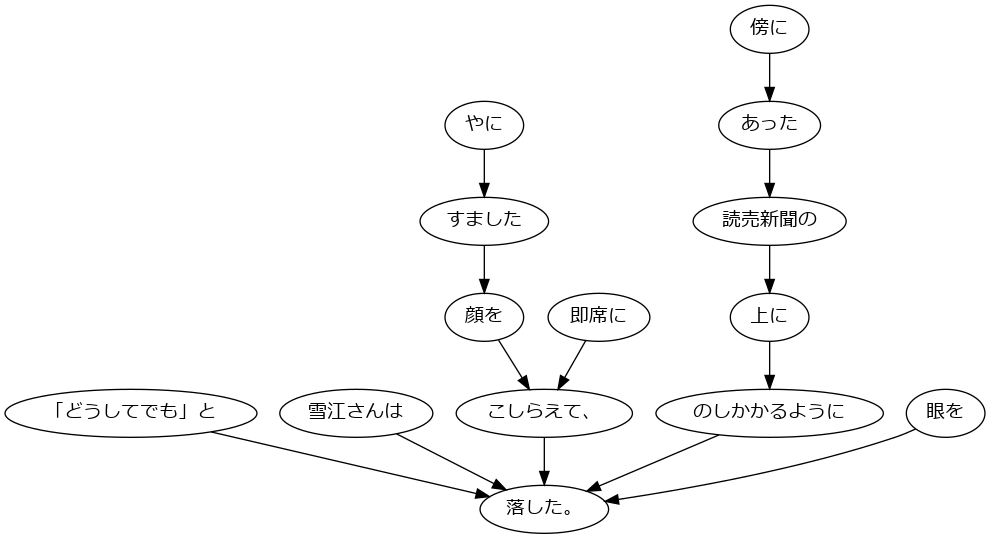 傍に
やに
あった
すました
読売新聞の
顔を
即席に
上に
「どうしてでも」と
雪江さんは
こしらえて、
のしかかるように
眼を
落した。